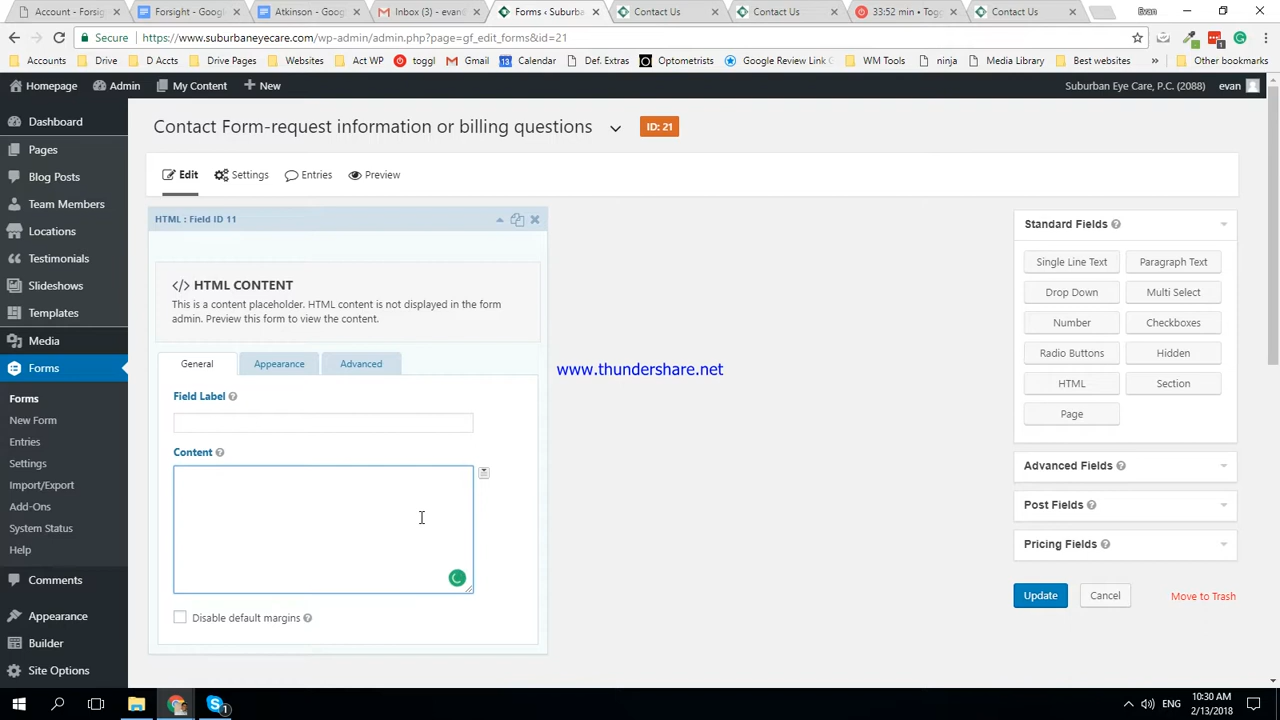 Account - Forsig
Forsight - Google
Atkinson - Google
Inbox (3) - evan@
Forms ‹ Suburba
Contact Us
Contact Us
33:52 min • Togg
Contact Us
Evan
Secure https://www.suburbaneyecare.com/wp-admin/admin.php?page=gf_edit_forms&id=21
Accounts Drive D Accts Drive Pages Websites Act WP toggl Gmail Calendar Def. Extras Optometrists Google Review Link WM Tools ninja Media Library Best websites » Other bookmarks
Homepage Admin My Content + New Suburban Eye Care, P.C. (2088) evan
Dashboard
Pages
Blog Posts
Team Members
Locations
Testimonials
Slideshows
Templates
Media
Forms
Forms
New Form
Entries
Settings
Import/Export
Add-Ons
System Status
Help
Comments
Appearance
Builder
Site Options
Contact Form-request information or billing questions ID: 21
Edit Settings Entries Preview
HTML : Field ID 11
</> HTML CONTENT
This is a content placeholder. HTML content is not displayed in the form
admin. Preview this form to view the content.
General Appearance Advanced
Field Label
Content
Disable default margins
www.thundershare.net
Standard Fields
Single Line Text Paragraph Text
Drop Down Multi Select
Number Checkboxes
Radio Buttons Hidden
HTML Section
Page
Advanced Fields
Post Fields
Pricing Fields
Update Cancel Move to Trash
ENG
10:30 AM
2/13/2018